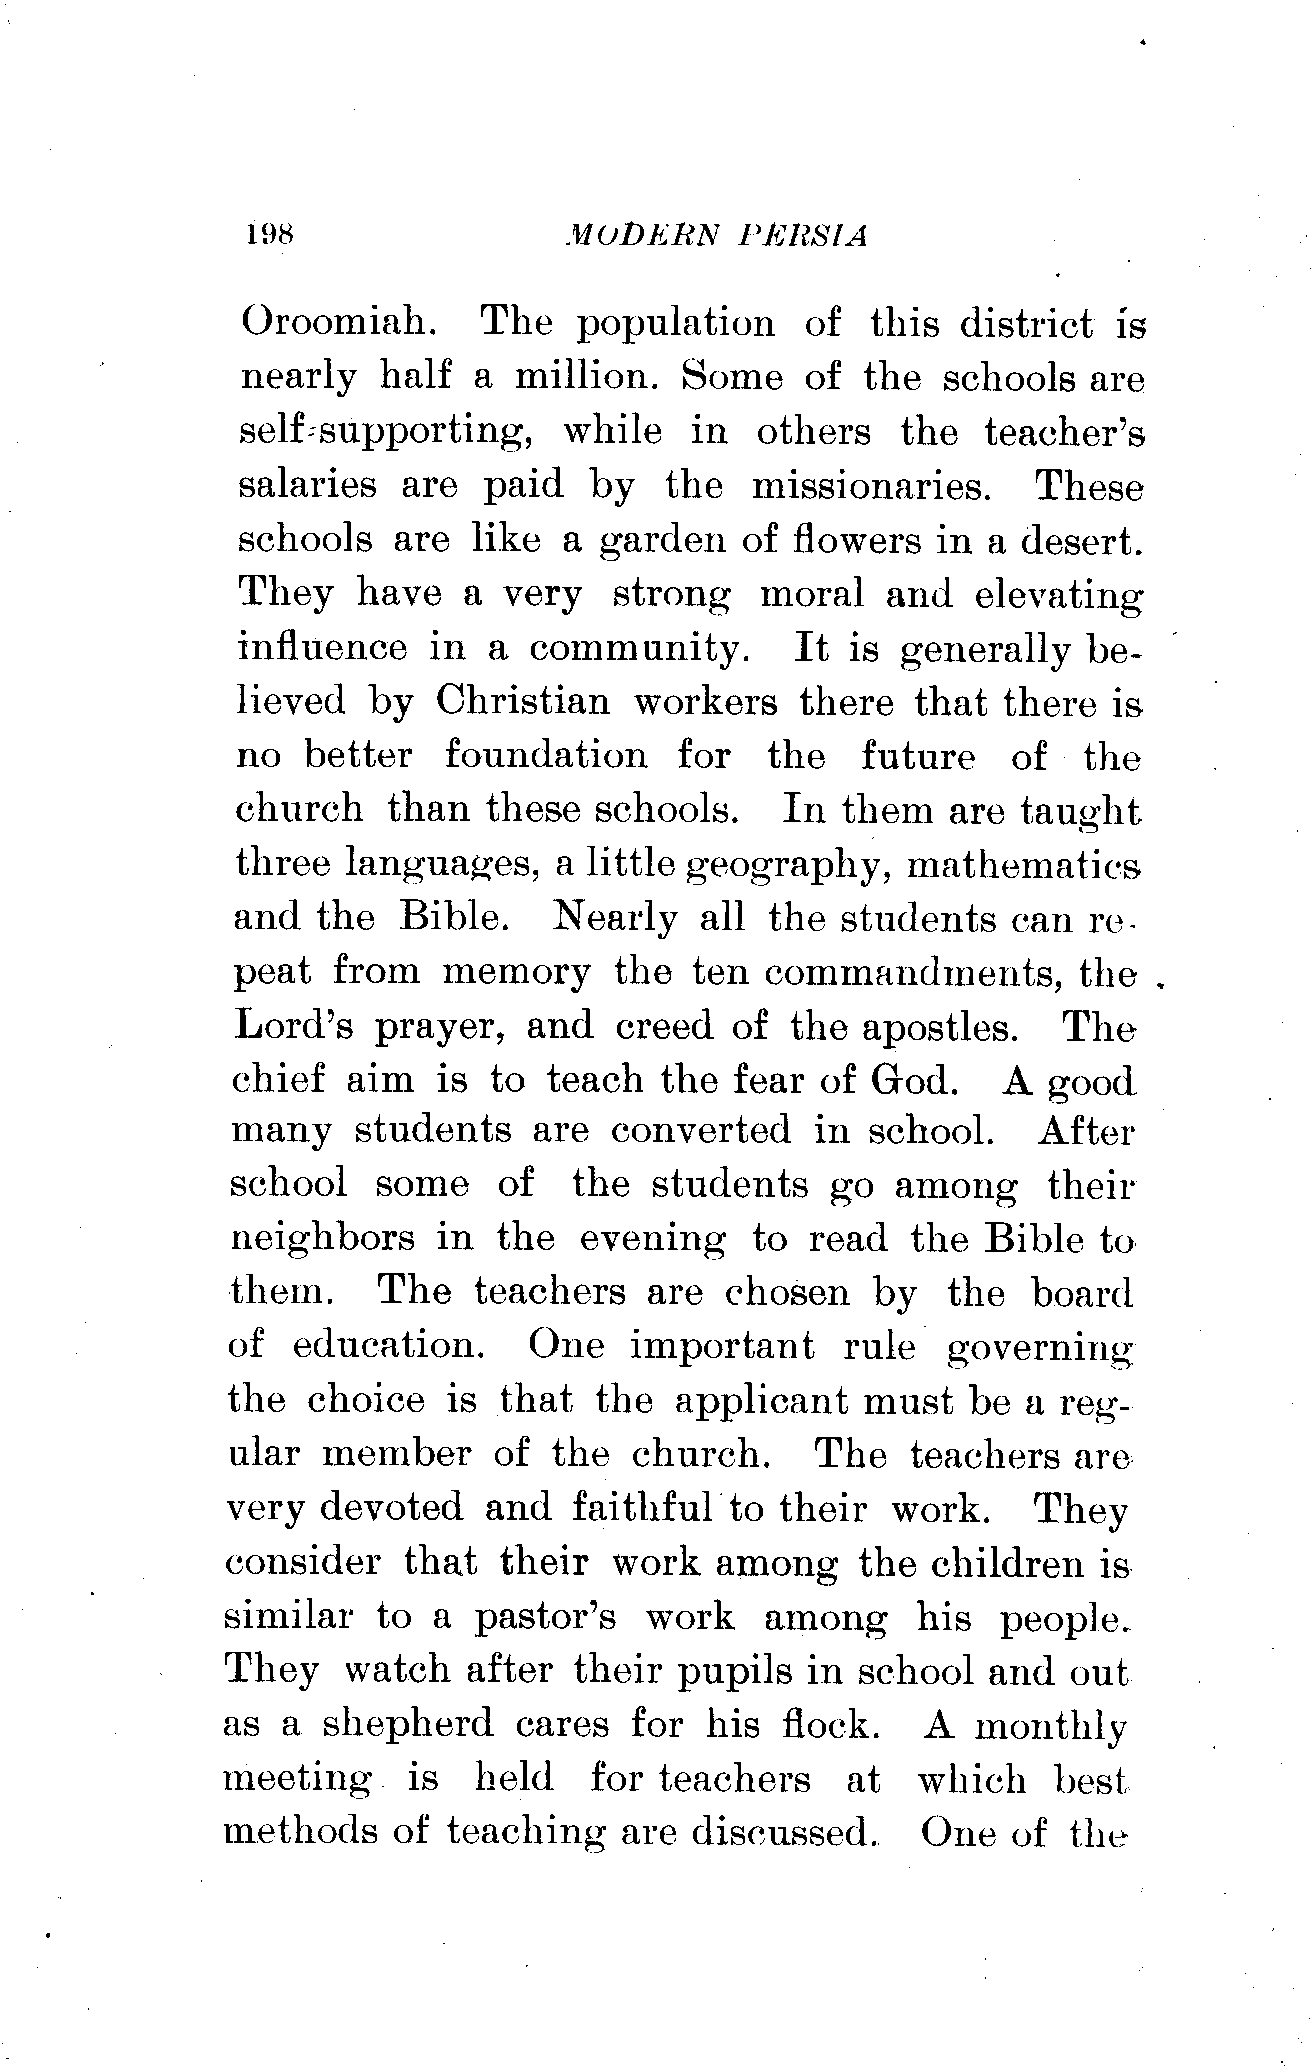 198 MODERN PERSIA
Oroomiah. The population of this district is
nearly half a million. Some of the schools are
self-supporting, while in others the teacher's
salaries are paid by the missionaries. These
schools are like a garden of flowers in a desert.
They have a very strong moral and elevating
influence in a community. It is generally be-
lieved by Christian workers there that there is
no better foundation for the future of the
church than these schools. In them are taught
three languages, a little geography, mathematics
and the Bible. Nearly all the students can re-
peat from memory the ten commandments, the
Lord's prayer, and creed of the apostles. The
chief aim is to teach the fear of God. A good
many students are converted in school. After
school some of the students go among their
neighbors in the evening to read the Bible to
them. The teachers are chosen by the board
of education. One important rule governing
the choice is that the applicant must be a reg-
ular member of the church. The teachers are
very devoted and faithful to their work. They
consider that their work among the children is
similar to a pastor's work among his people.
They watch after their pupils in school and out
as a shepherd cares for his flock. A monthly
meeting is held for teachers at which best
methods of teaching are discussed. One of the